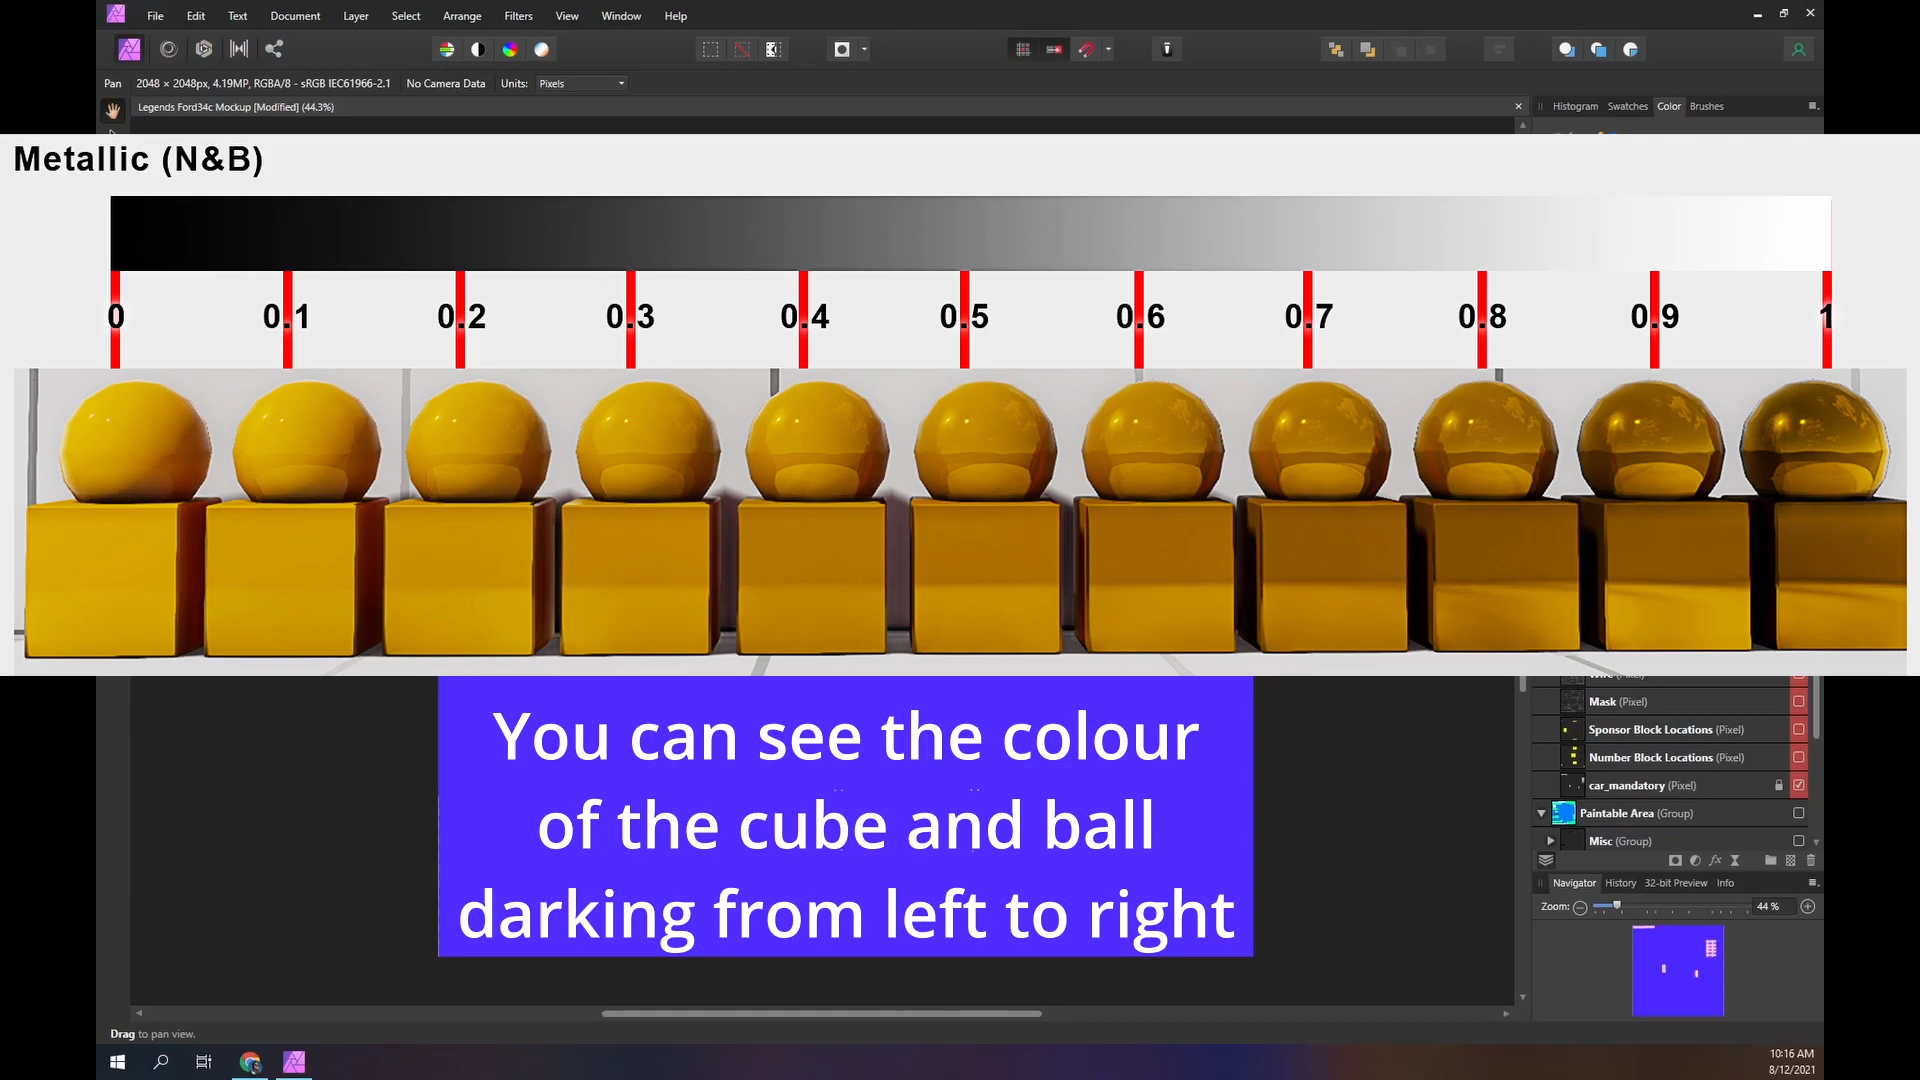 File Edit Text Document Layer Select Arrange Filters View Window Help
Pan 2048 × 2048px, 4.19MP, RGBA/8 - sRGB IEC61966-2.1 No Camera Data Units: Pixels
Legends Ford34c Mockup [Modified] (44.3%)
Histogram Swatches Color Brushes
Metallic (N&B)
0 0.1 0.2 0.3 0.4 0.5 0.6 0.7 0.8 0.9 1
You can see the colour
of the cube and ball
darking from left to right
Mask (Pixel)
Sponsor Block Locations (Pixel)
Number Block Locations (Pixel)
car_mandatory (Pixel)
Paintable Area (Group)
Misc (Group)
Navigator History 32-bit Preview Info
Zoom: 44 %
Drag to pan view.
10:16 AM
8/12/2021